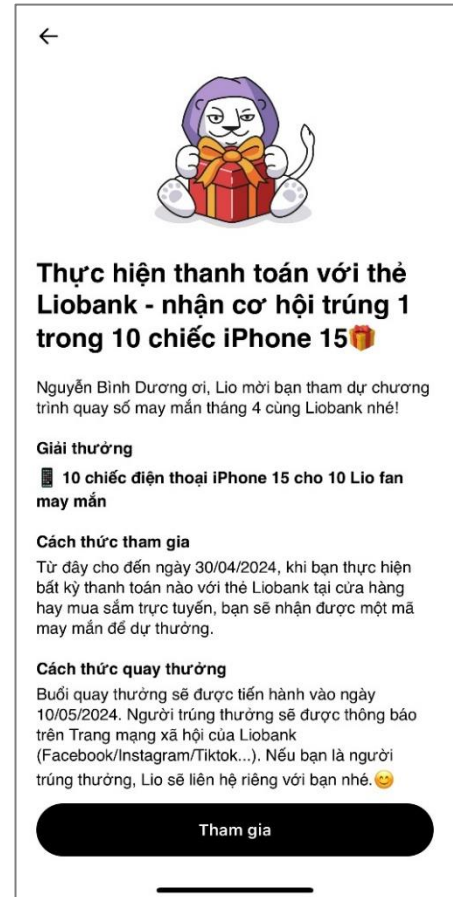 Thực hiện thanh toán với thẻ
Liobank - nhận cơ hội trúng 1
trong 10 chiếc iPhone 15🎁
Nguyễn Bình Dương ơi, Lio mời bạn tham dự chương
trình quay số may mắn tháng 4 cùng Liobank nhé!
Giải thưởng
📱 10 chiếc điện thoại iPhone 15 cho 10 Lio fan
may mắn
Cách thức tham gia
Từ đây cho đến ngày 30/04/2024, khi bạn thực hiện
bất kỳ thanh toán nào với thẻ Liobank tại cửa hàng
hay mua sắm trực tuyến, bạn sẽ nhận được một mã
may mắn để dự thưởng.
Cách thức quay thưởng
Buổi quay thưởng sẽ được tiến hành vào ngày
10/05/2024. Người trúng thưởng sẽ được thông báo
trên Trang mạng xã hội của Liobank
(Facebook/Instagram/Tiktok...). Nếu bạn là người
trúng thưởng, Lio sẽ liên hệ riêng với bạn nhé.😊
Tham gia